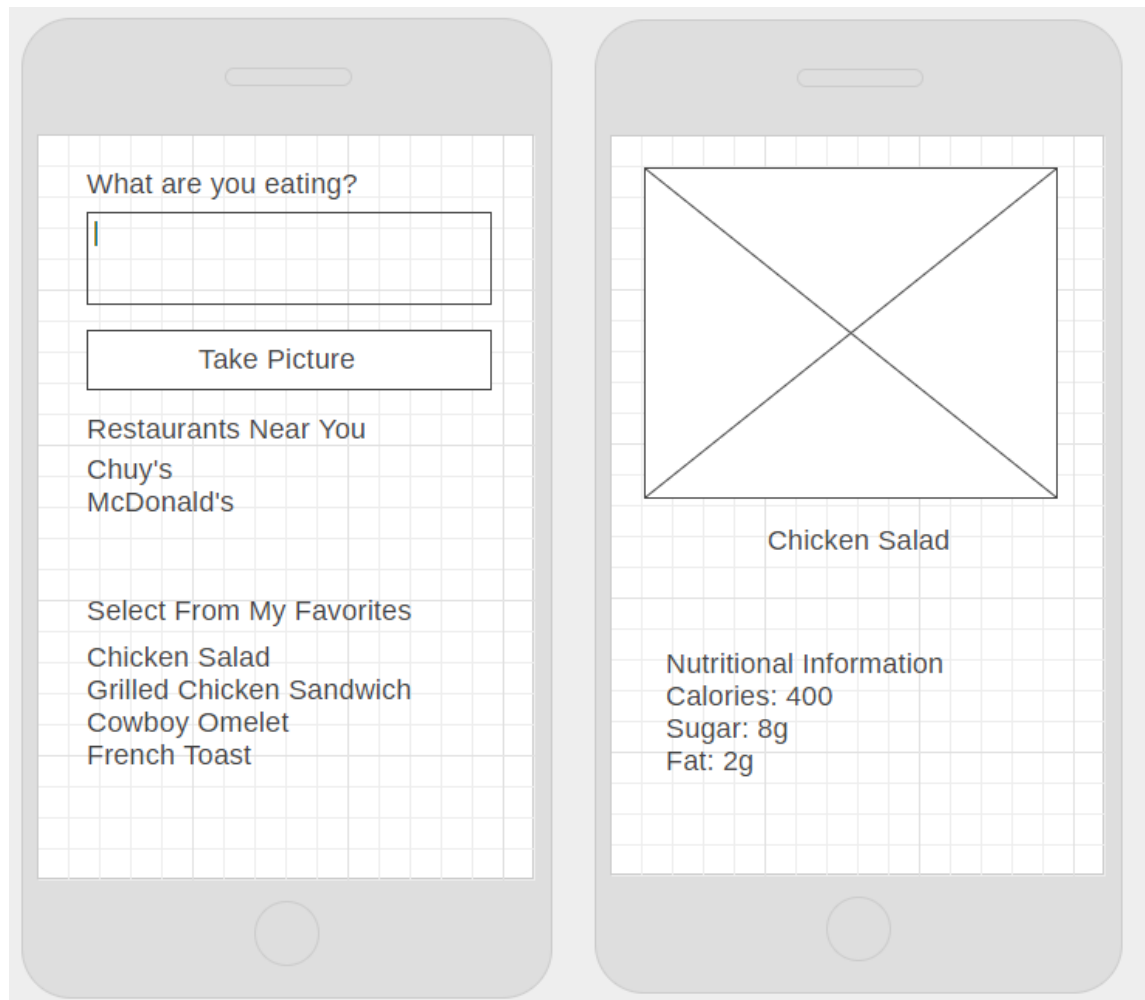 What are you eating?
Take Picture
Restaurants Near You
Chuy's
McDonald's
Select From My Favorites
Chicken Salad
Grilled Chicken Sandwich
Cowboy Omelet
French Toast
Chicken Salad
Nutritional Information
Calories: 400
Sugar: 8g
Fat: 2g